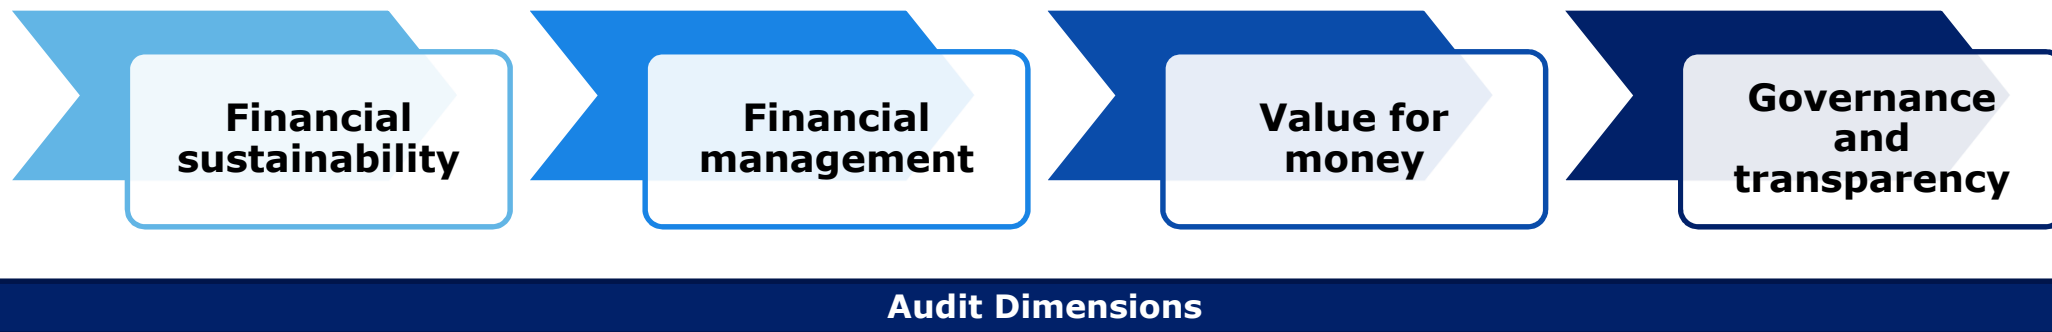 Financial
sustainability
Financial
management
Value for
money
Governance
and
transparency
Audit Dimensions